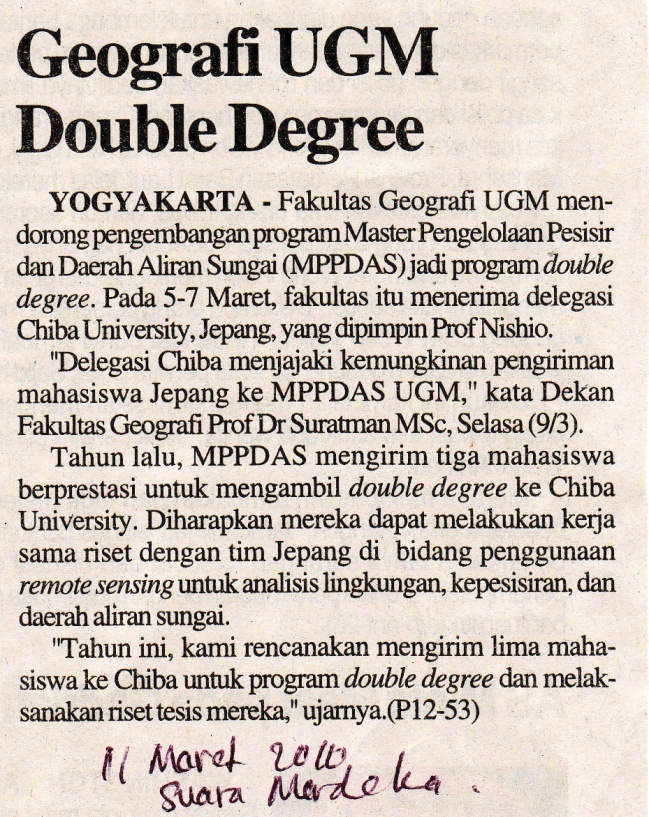 Geografi UGM
Double Degree
YOGYAKARTA - Fakultas Geografi UGM men-
dorong pengembangan program Master Pengelolaan Pesisir
dan Daerah Aliran Sungai (MPPDAS) jadi program double
degree. Pada 5-7 Maret, fakultas itu menerima delegasi
Chiba University, Jepang, yang dipimpin Prof Nishio.
"Delegasi Chiba menjajaki kemungkinan pengiriman
mahasiswa Jepang ke MPPDAS UGM," kata Dekan
Fakultas Geografi Prof Dr Suratman MSc, Selasa (9/3).
Tahun lalu, MPPDAS mengirim tiga mahasiswa
berprestasi untuk mengambil double degree ke Chiba
University. Diharapkan mereka dapat melakukan kerja
sama riset dengan tim Jepang di bidang penggunaan
remote sensing untuk analisis lingkungan, kepesisiran, dan
daerah aliran sungai.
"Tahun ini, kami rencanakan mengirim lima maha-
siswa ke Chiba untuk program double degree dan melak-
sanakan riset tesis mereka," ujarnya.(P12-53)
11 Maret 2010
Suara Merdeka.